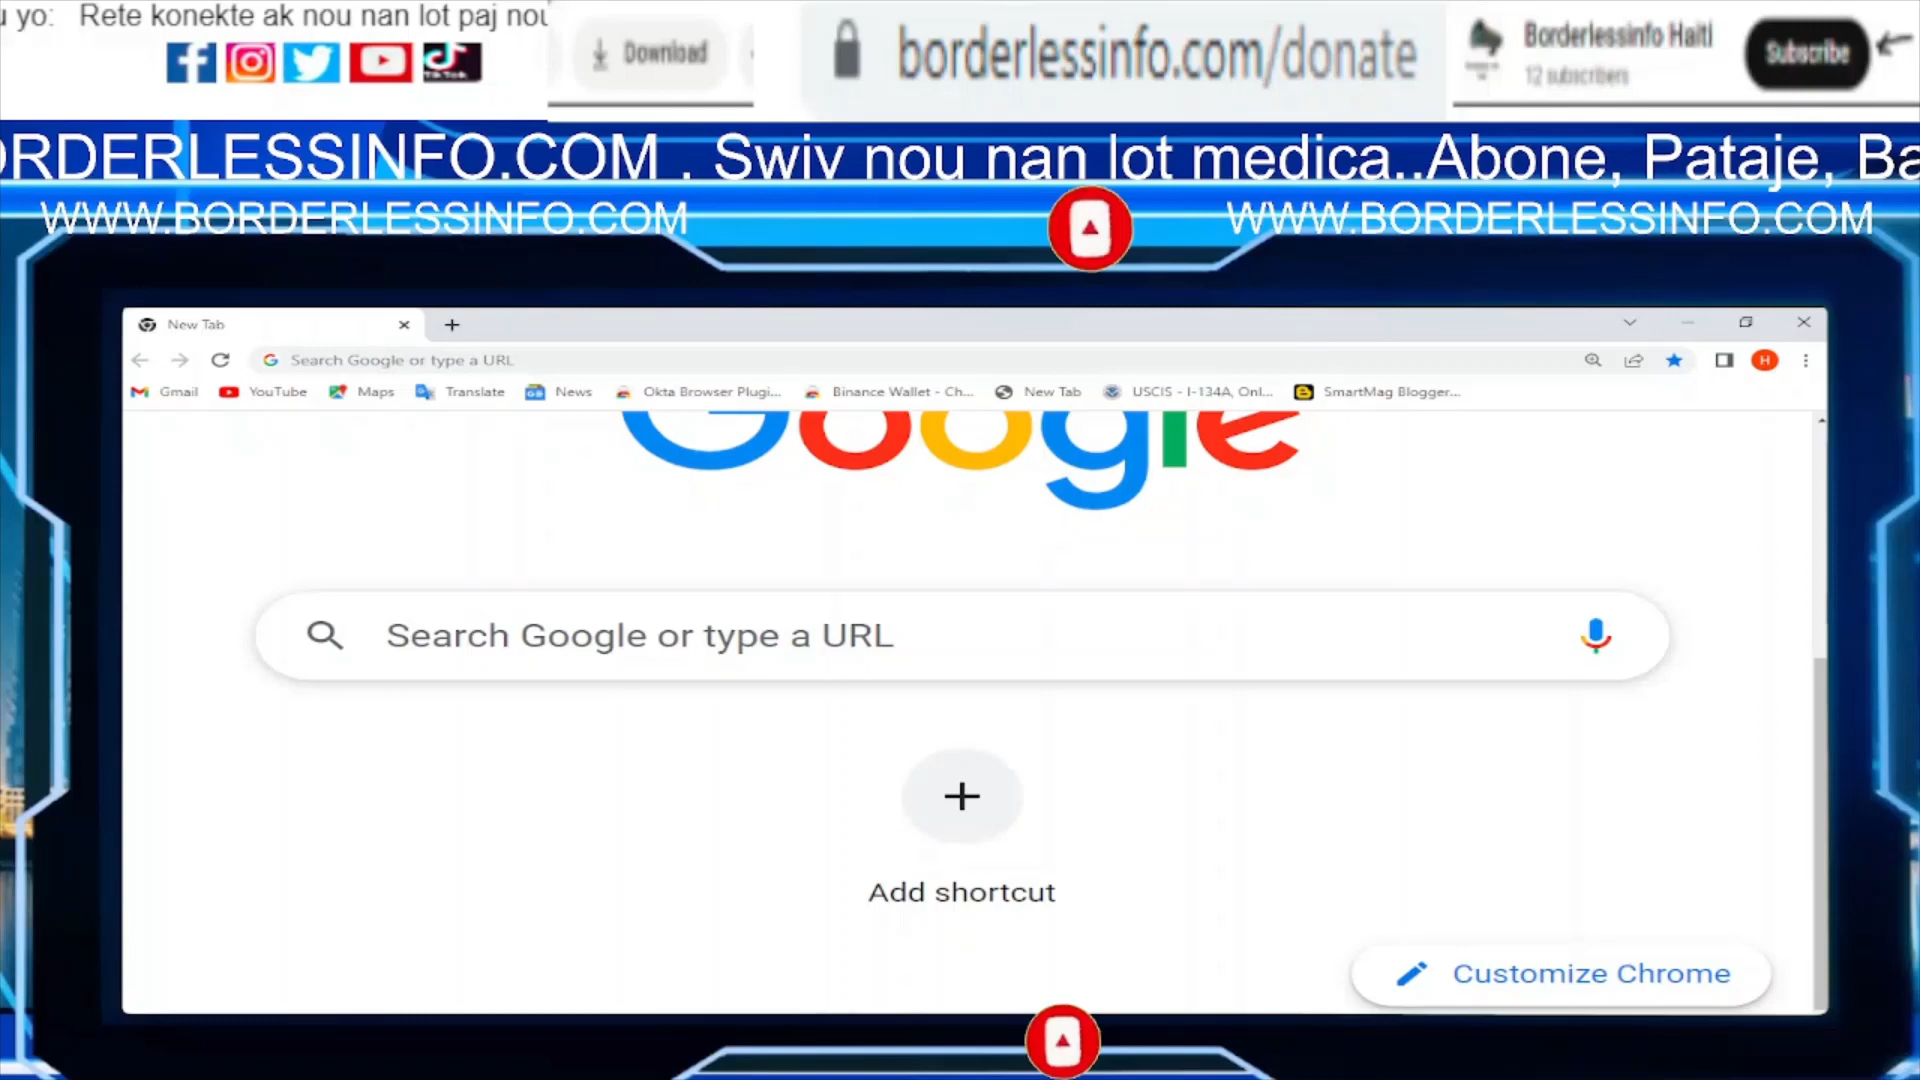 yo: Rete konekte ak nou nan lot paj nou
Download
borderlessinfo.com/donate
Borderlessinfo Haiti
12 subscribers
Subscribe
ORDERLESSINFO.COM . Swiv nou nan lot medica..Abone, Pataje, Ba
WWW.BORDERLESSINFO.COM
WWW.BORDERLESSINFO.COM
New Tab
Search Google or type a URL
Gmail YouTube Maps Translate News Okta Browser Plugi... Binance Wallet - Ch... New Tab USCIS - I-134A, Onl... SmartMag Blogger...
H
Google
Search Google or type a URL
Add shortcut
Customize Chrome